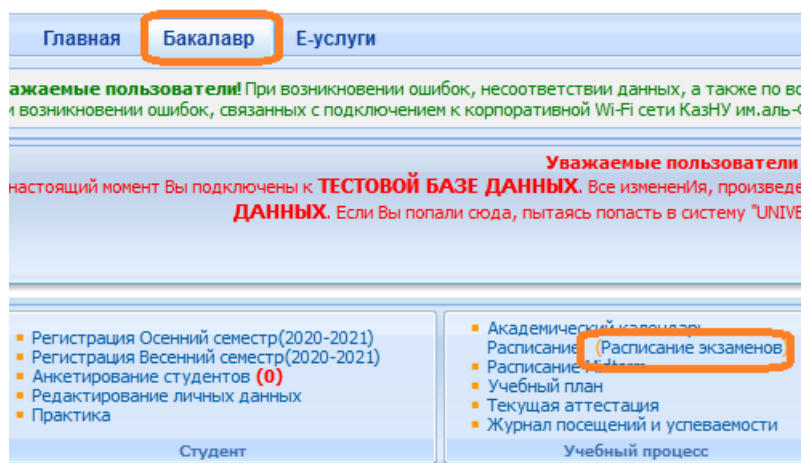 Главная Бакалавр Е-услуги
ажаемые пользователи! При возникновении ошибок, несоответствии данных, а также по во
и возникновении ошибок, связанных с подключением к корпоративной Wi-Fi сети КазНУ им.аль-Ф
Уважаемые пользователи
настоящий момент Вы подключены к ТЕСТОВОЙ БАЗЕ ДАННЫХ. Все измененИя, произведе
ДАННЫХ. Если Вы попали сюда, пытаясь попасть в систему "UNIVE
Регистрация Осенний семестр(2020-2021)
Регистрация Весенний семестр(2020-2021)
Анкетирование студентов (0)
Редактирование личных данных
Практика
Студент
Академический календарь
Расписание (Расписание экзаменов)
Расписание Midterm
Учебный план
Текущая аттестация
Журнал посещений и успеваемости
Учебный процесс